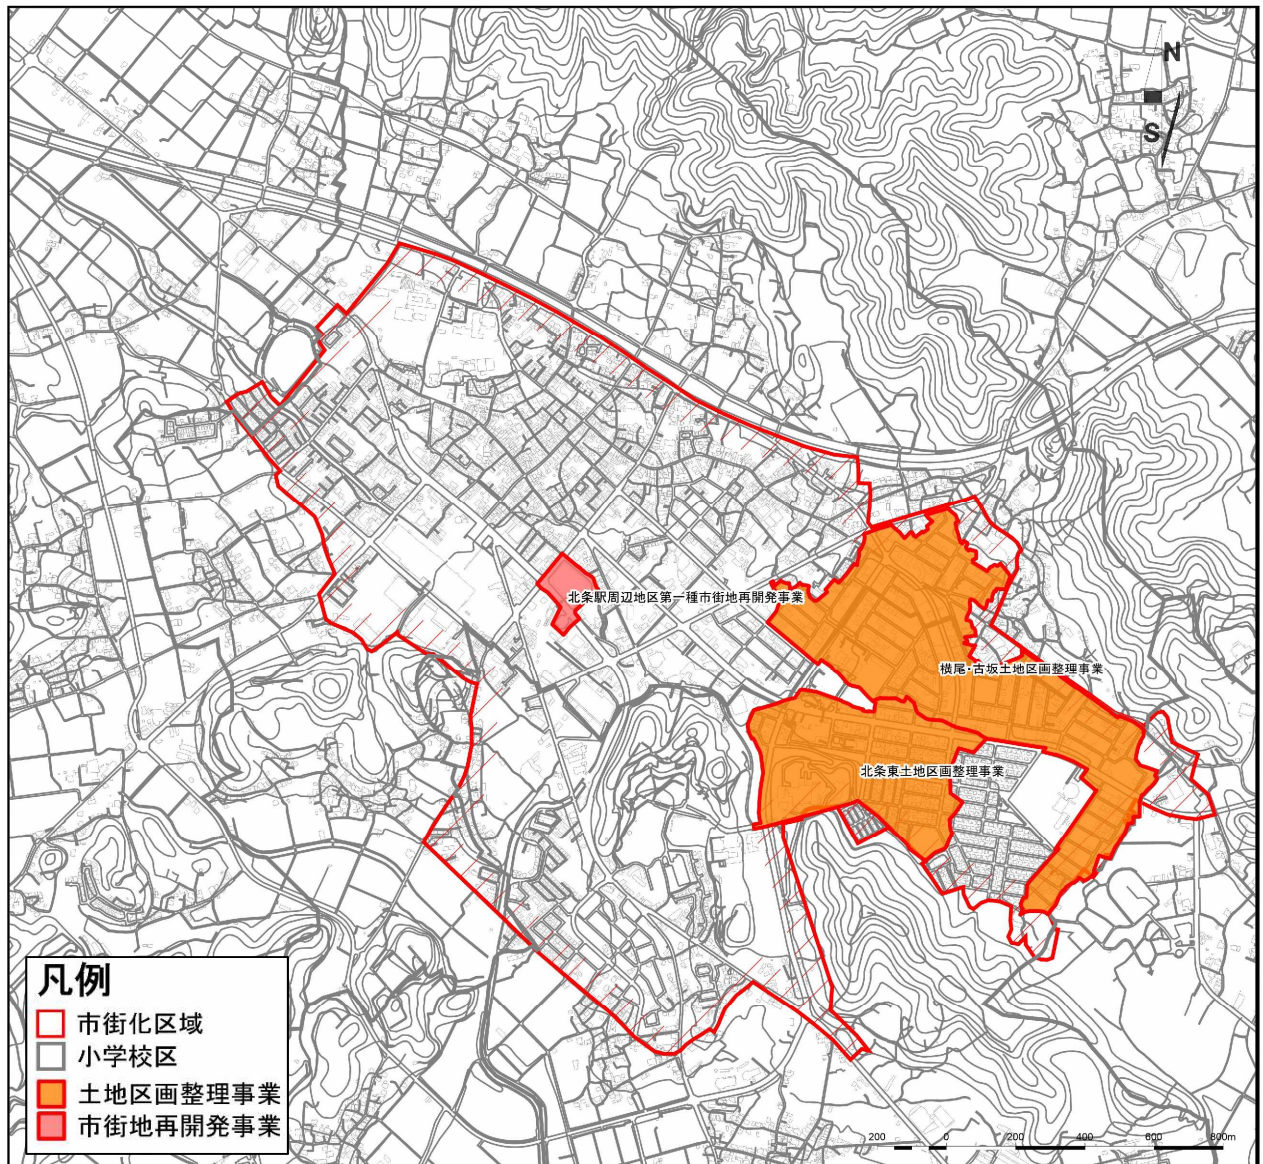 N
S
北条駅周辺地区第一種市街地再開発事業
横尾・古坂土地区画整理事業
北条東土地区画整理事業
凡例
市街化区域
小学校区
土地区画整理事業
市街地再開発事業
200 0 200 400 600 800m